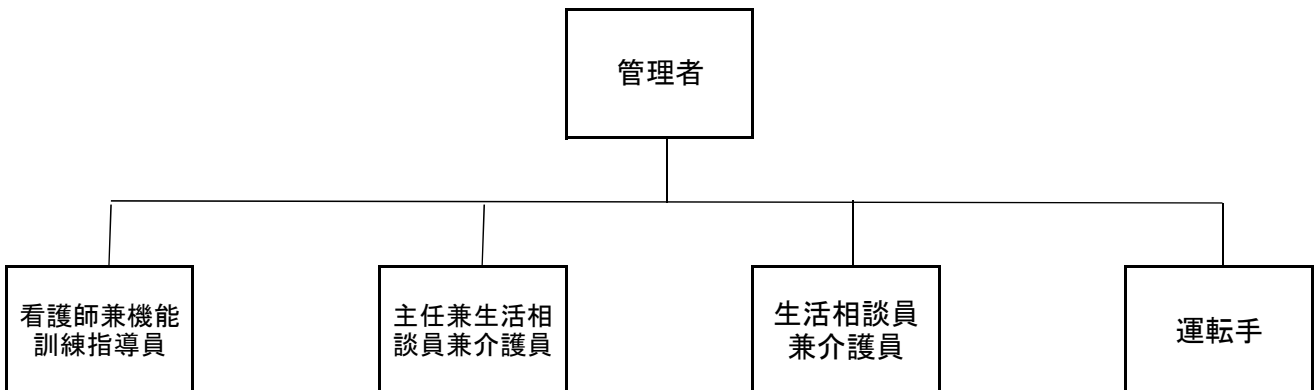 管理者
看護師兼機能
訓練指導員
主任兼生活相
談員兼介護員
生活相談員
兼介護員
運転手